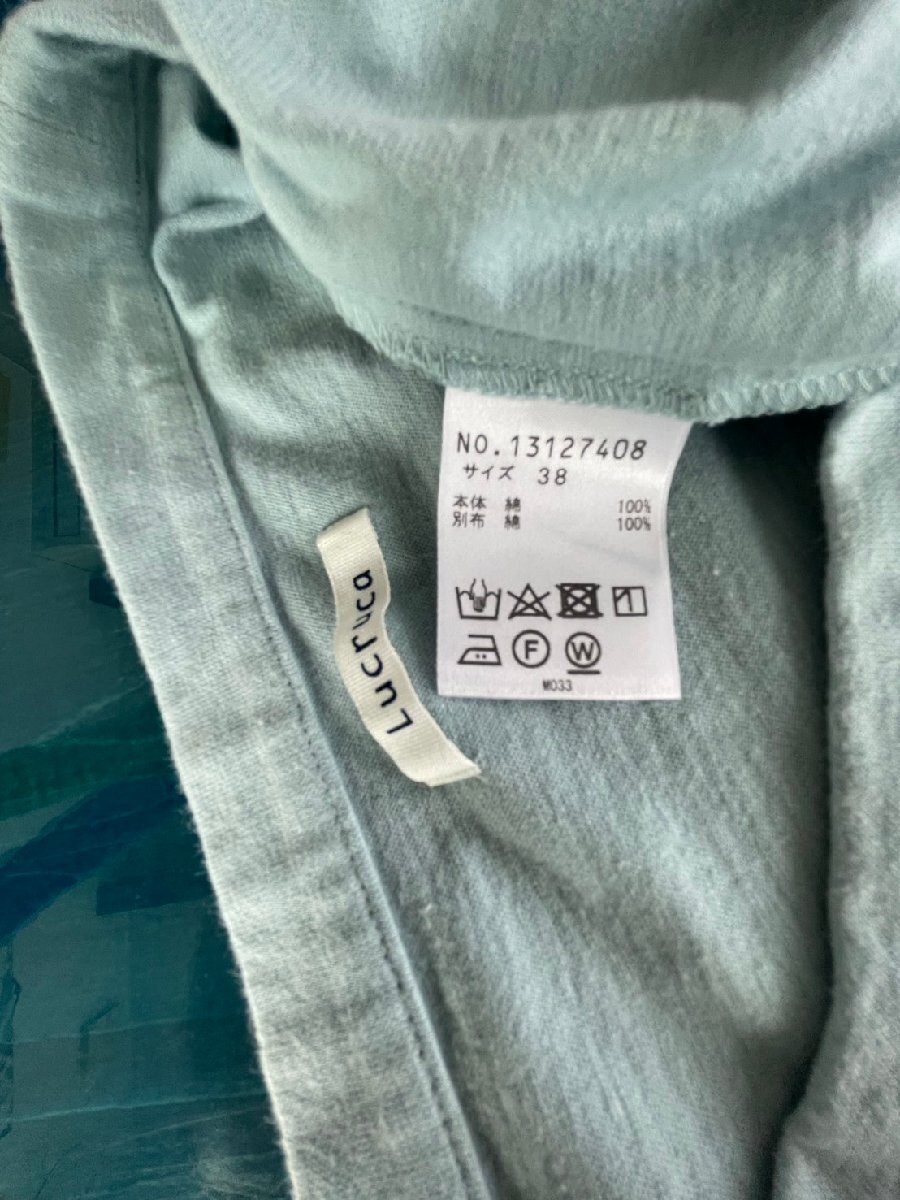 NO.13127408
サイズ 38
本体 綿 100%
別布 綿 100%
F
W
M033
Lucruca